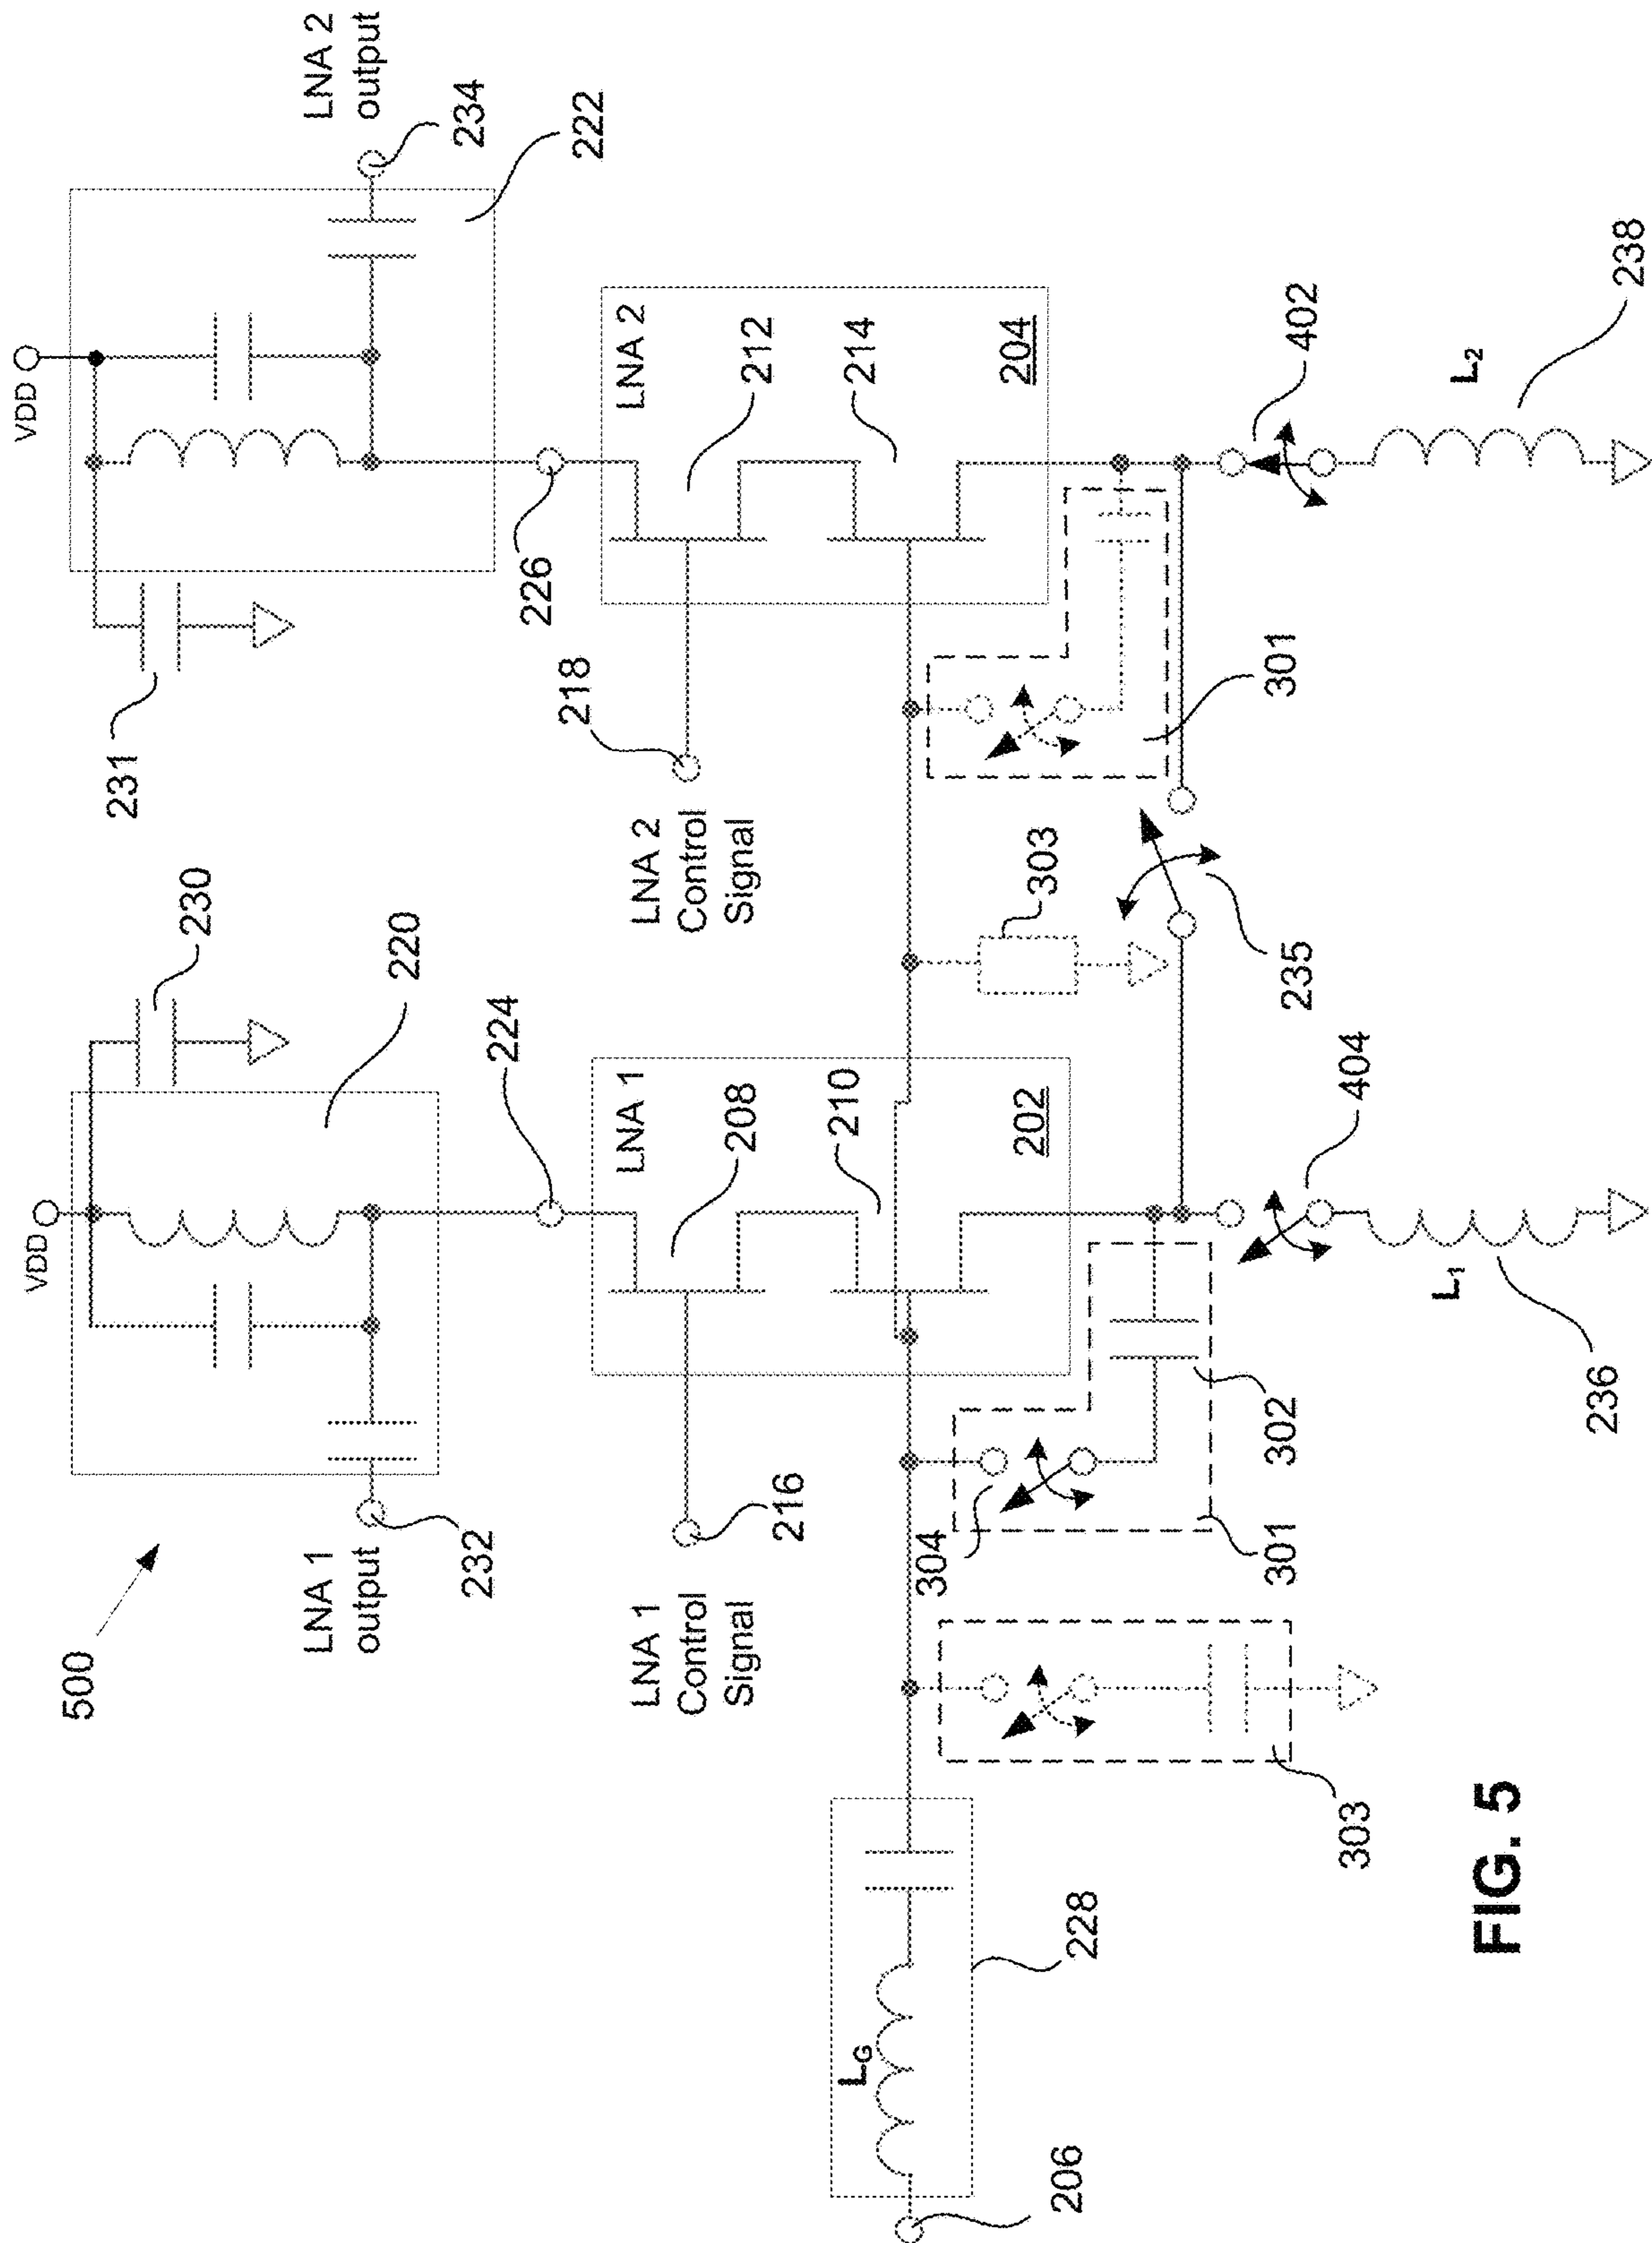 500
VDD
230
220
LNA 1
output
232
224
VDD
231
LNA 2
output
234
222
226
LNA 1
Control
Signal
216
LNA 1
208
210
202
LNA 2
Control
Signal
218
LNA 2
212
214
204
L_G
206
228
303
304
301
302
303
301
235
404
L₁
236
402
L₂
238
FIG. 5